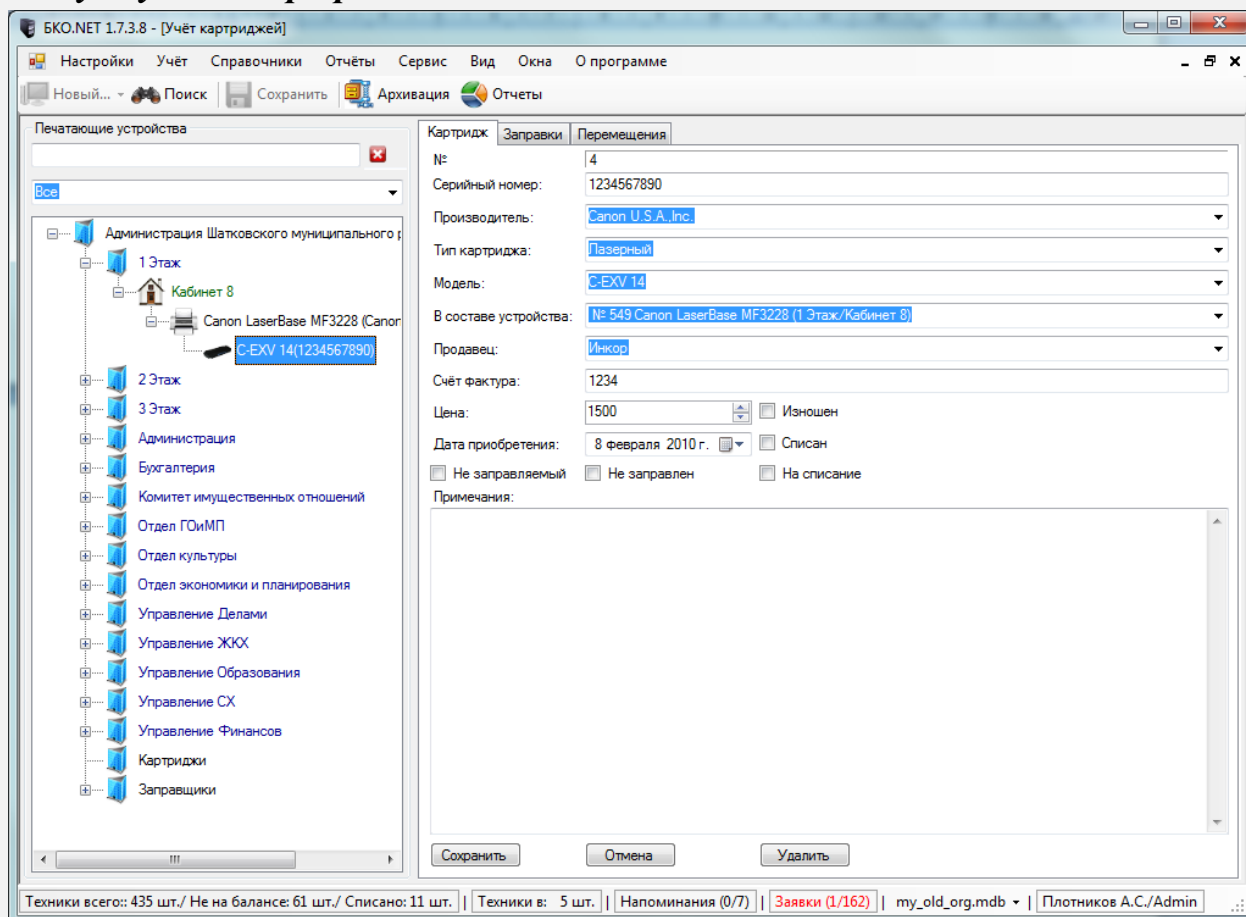 БКО.NET 1.7.3.8 - [Учёт картриджей]
Настройки Учёт Справочники Отчёты Сервис Вид Окна О программе
Новый... Поиск Сохранить Архивация Отчеты
Печатающие устройства
Все
Администрация Шатковского муниципального р
1 Этаж
Кабинет 8
Canon LaserBase MF3228 (Canon
C-EXV 14(1234567890)
2 Этаж
3 Этаж
Администрация
Бухгалтерия
Комитет имущественных отношений
Отдел ГОиМП
Отдел культуры
Отдел экономики и планирования
Управление Делами
Управление ЖКХ
Управление Образования
Управление СХ
Управление Финансов
Картриджи
Заправщики
Картридж Заправки Перемещения
№ 4
Серийный номер: 1234567890
Производитель: Canon U.S.A.,Inc.
Тип картриджа: Лазерный
Модель: C-EXV 14
В составе устройства: № 549 Canon LaserBase MF3228 (1 Этаж/Кабинет 8)
Продавец: Инкор
Счёт фактура: 1234
Цена: 1500 Изношен
Дата приобретения: 8 февраля 2010 г. Списан
Не заправляемый Не заправлен На списание
Примечания:
Сохранить Отмена Удалить
Техники всего:: 435 шт./ Не на балансе: 61 шт./ Списано: 11 шт. | Техники в: 5 шт. | Напоминания (0/7) | Заявки (1/162) | my_old_org.mdb | Плотников А.С./Admin